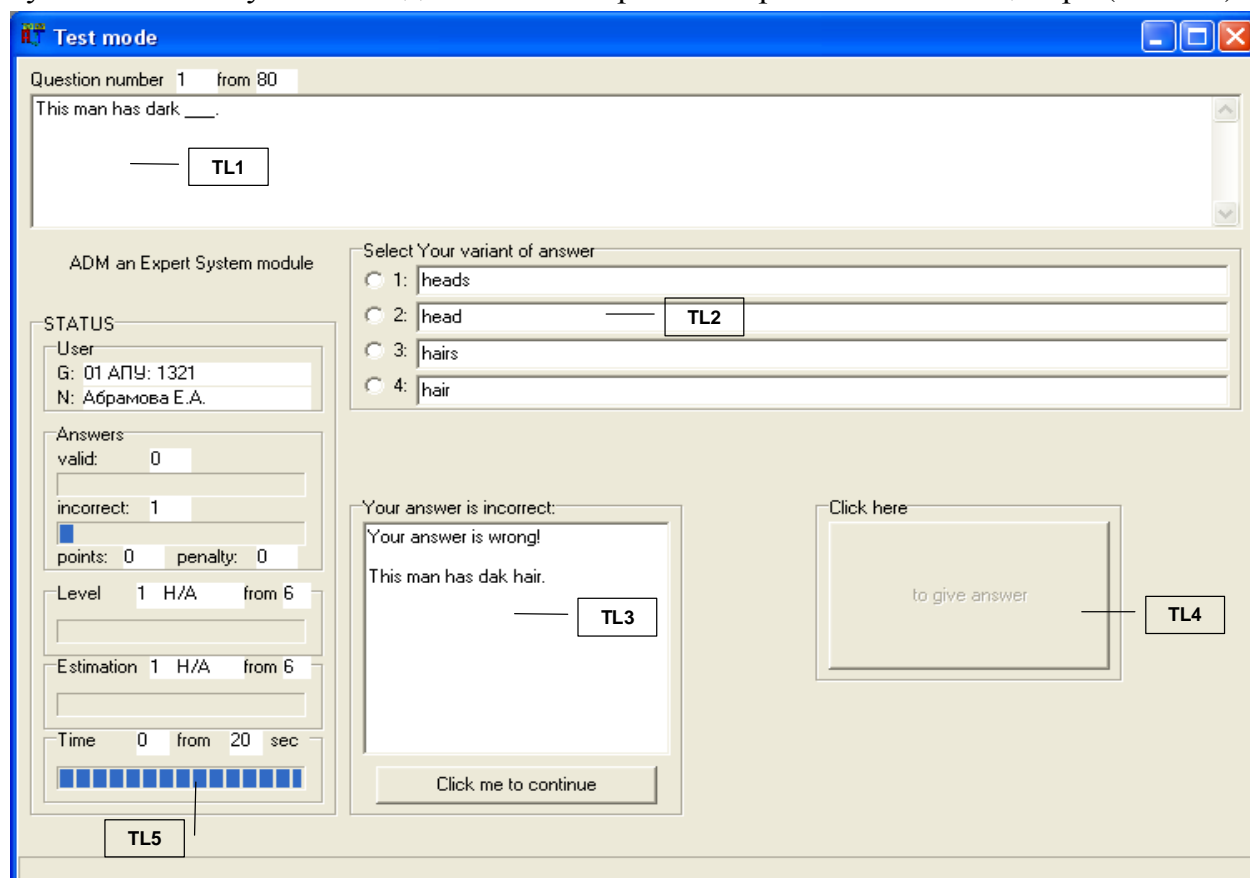 Test mode
Question number 1 from 80
This man has dark ___.
TL1
ADM an Expert System module
Select Your variant of answer
1: heads
2: head
TL2
3: hairs
4: hair
STATUS
User
G: 01 АПУ: 1321
N: Абрамова Е.А.
Answers
valid: 0
incorrect: 1
points: 0 penalty: 0
Level 1 H/A from 6
Estimation 1 H/A from 6
Time 0 from 20 sec
TL5
Your answer is incorrect:
Your answer is wrong!
This man has dak hair.
TL3
Click me to continue
Click here
to give answer
TL4